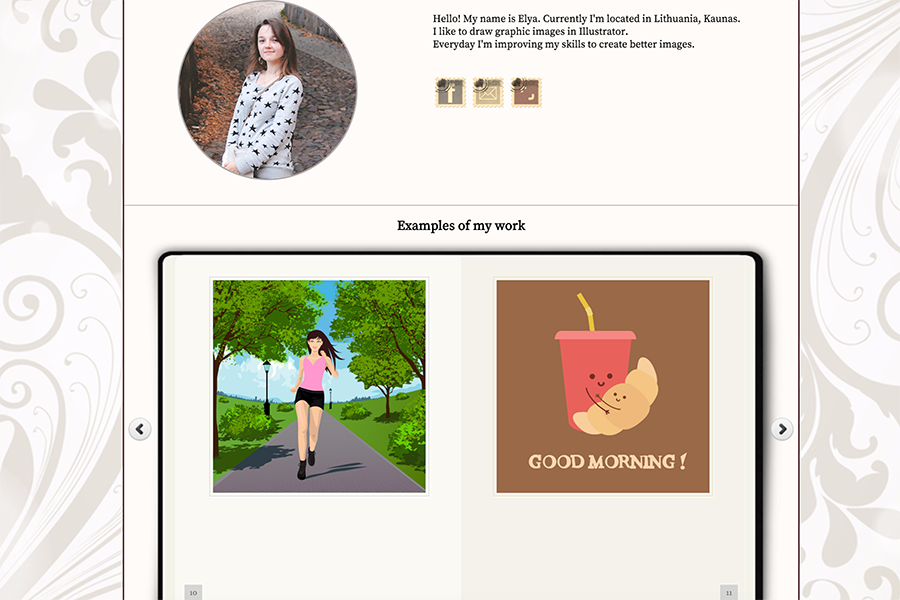 Hello! My name is Elya. Currently I'm located in Lithuania, Kaunas.
I like to draw graphic images in Illustrator.
Everyday I'm improving my skills to create better images.
Examples of my work
GOOD MORNING !
10
11